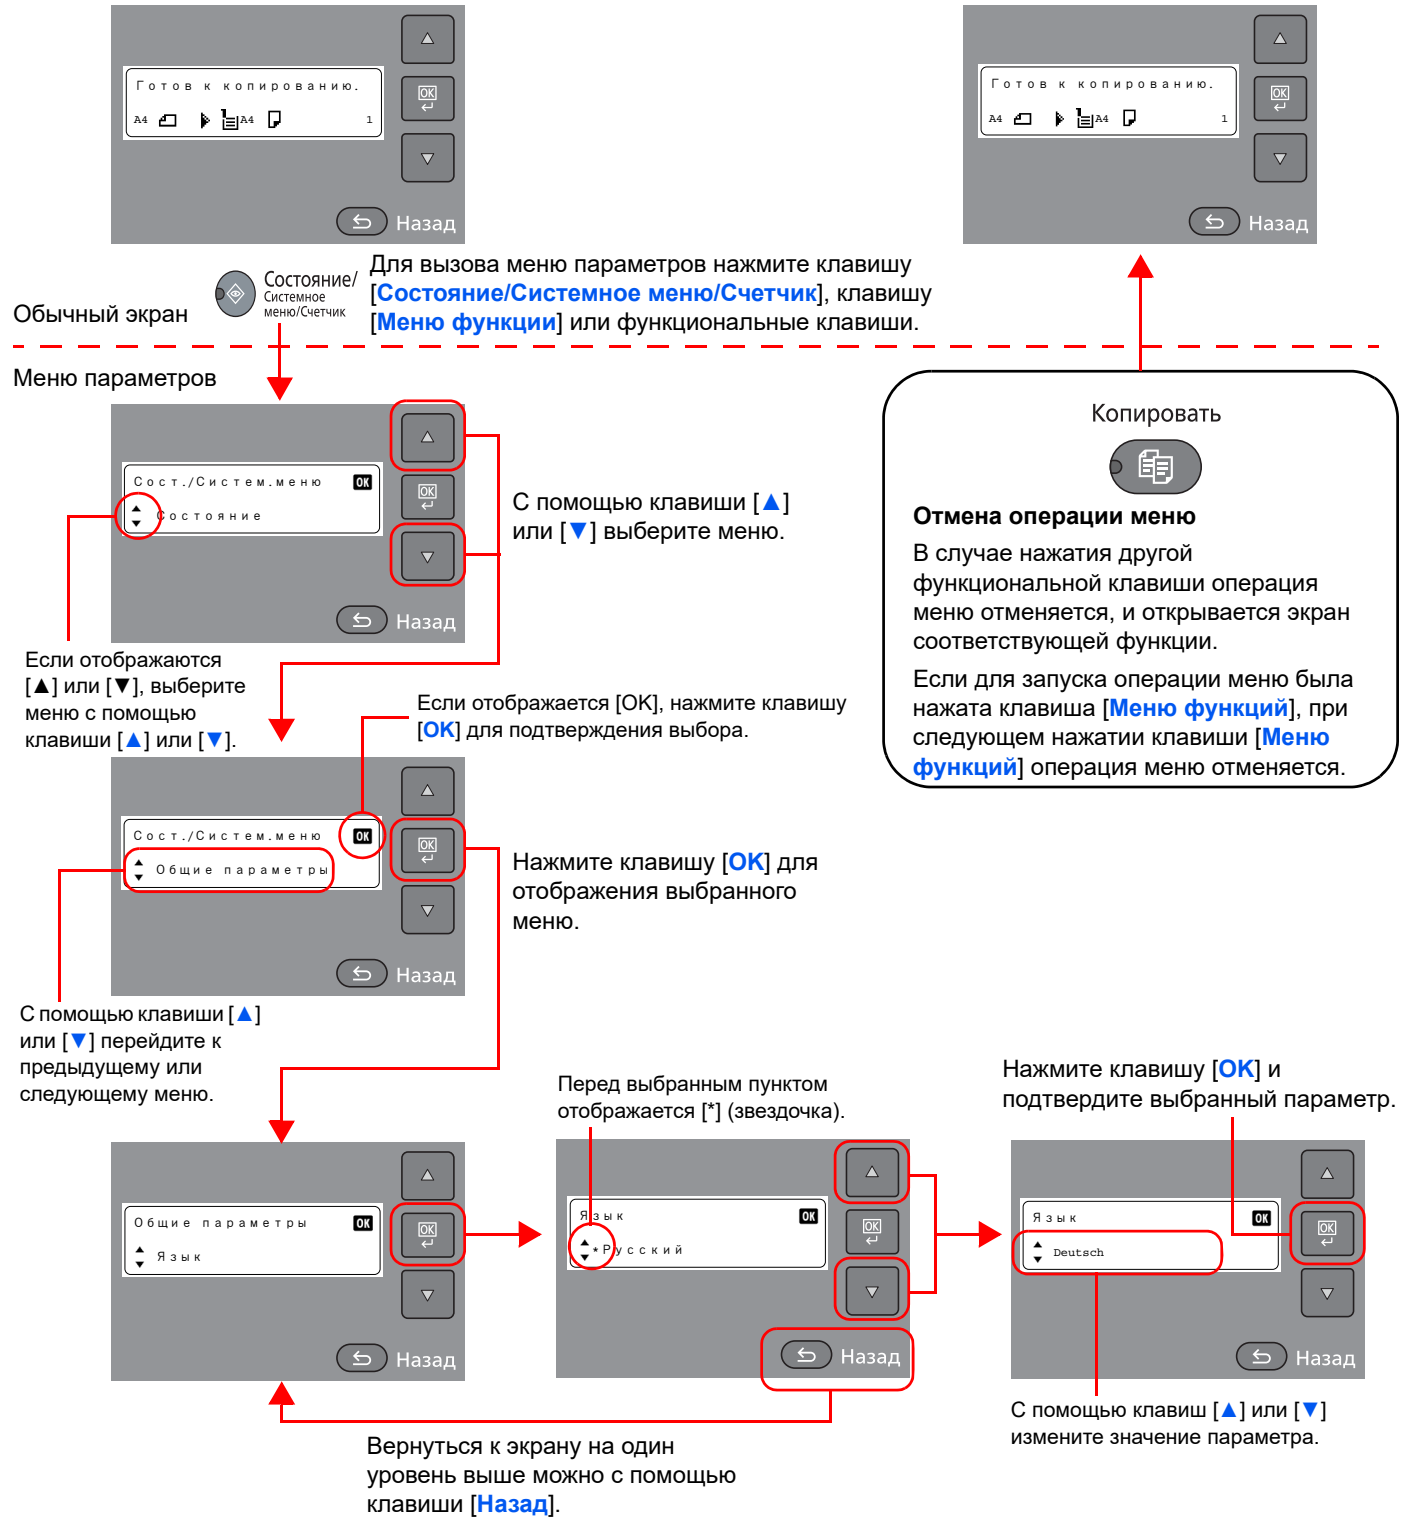 Готов к копированию.
A4 A4 1
OK
Назад
Готов к копированию.
A4 A4 1
OK
Назад
Состояние/
Системное
меню/Счетчик
Для вызова меню параметров нажмите клавишу
[Состояние/Системное меню/Счетчик], клавишу
[Меню функции] или функциональные клавиши.
Обычный экран
Меню параметров
Сост./Систем.меню OK
Состояние
OK
Назад
С помощью клавиши [▲]
или [▼] выберите меню.
Если отображаются
[▲] или [▼], выберите
меню с помощью
клавиши [▲] или [▼].
Копировать
Отмена операции меню
В случае нажатия другой
функциональной клавиши операция
меню отменяется, и открывается экран
соответствующей функции.
Если для запуска операции меню была
нажата клавиша [Меню функций], при
следующем нажатии клавиши [Меню
функций] операция меню отменяется.
Если отображается [OK], нажмите клавишу
[OK] для подтверждения выбора.
Сост./Систем.меню OK
Общие параметры
OK
Назад
Нажмите клавишу [OK] для
отображения выбранного
меню.
С помощью клавиши [▲]
или [▼] перейдите к
предыдущему или
следующему меню.
Перед выбранным пунктом
отображается [*] (звездочка).
Нажмите клавишу [OK] и
подтвердите выбранный параметр.
Общие параметры OK
Язык
OK
Назад
Язык OK
*Русский
OK
Назад
Язык OK
Deutsch
OK
Назад
С помощью клавиш [▲] или [▼]
измените значение параметра.
Вернуться к экрану на один
уровень выше можно с помощью
клавиши [Назад].